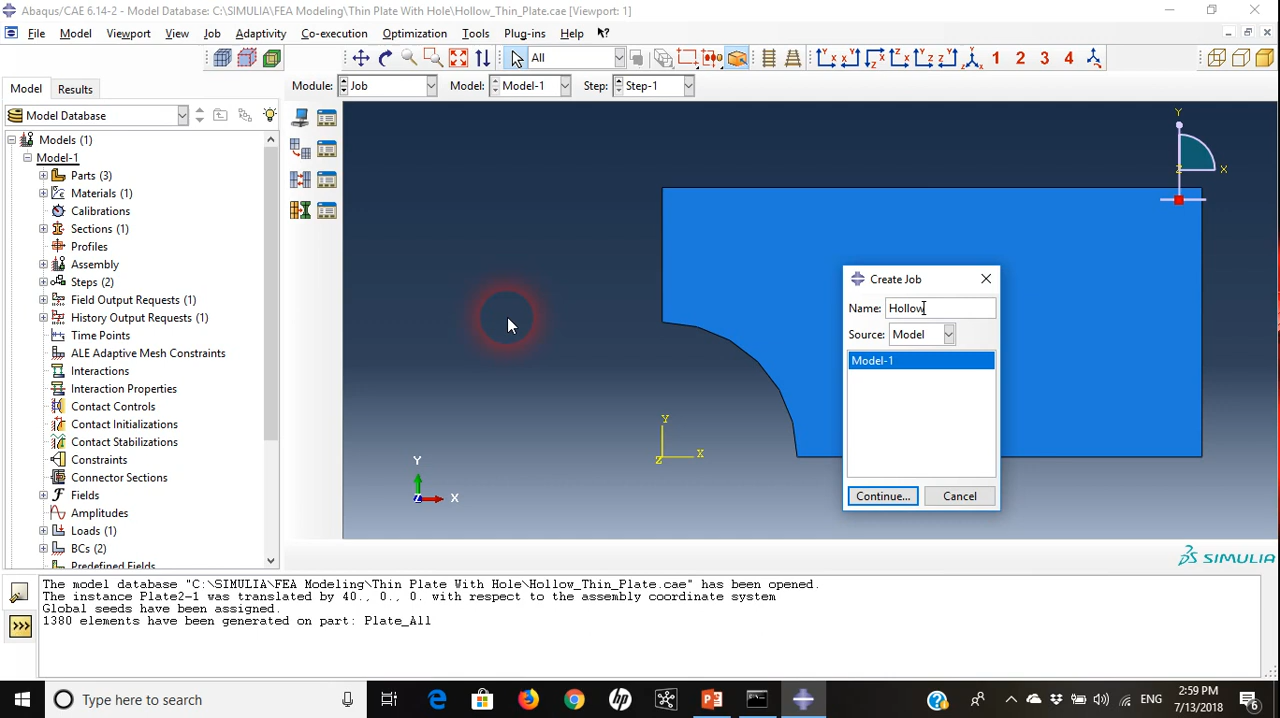 Abaqus/CAE 6.14-2 - Model Database: C:\SIMULIA\FEA Modeling\Thin Plate With Hole\Hollow_Thin_Plate.cae [Viewport: 1]
File Model Viewport View Job Adaptivity Co-execution Optimization Tools Plug-ins Help
All
1 2 3 4
Model Results Module: Job Model: Model-1 Step: Step-1
Model Database
Models (1)
Model-1
Parts (3)
Materials (1)
Calibrations
Sections (1)
Profiles
Assembly
Steps (2)
Field Output Requests (1)
History Output Requests (1)
Time Points
ALE Adaptive Mesh Constraints
Interactions
Interaction Properties
Contact Controls
Contact Initializations
Contact Stabilizations
Constraints
Connector Sections
Fields
Amplitudes
Loads (1)
BCs (2)
Predefined Fields
Y
Z X
Create Job
Name: Hollow
Source: Model
Model-1
Continue... Cancel
Y
Z X
Y
Z X
SIMULIA
The model database "C:\SIMULIA\FEA Modeling\Thin Plate With Hole\Hollow_Thin_Plate.cae" has been opened.
The instance Plate2-1 was translated by 40., 0., 0. with respect to the assembly coordinate system
Global seeds have been assigned.
1380 elements have been generated on part: Plate_All
>>>
Type here to search
ENG
2:59 PM
7/13/2018
6